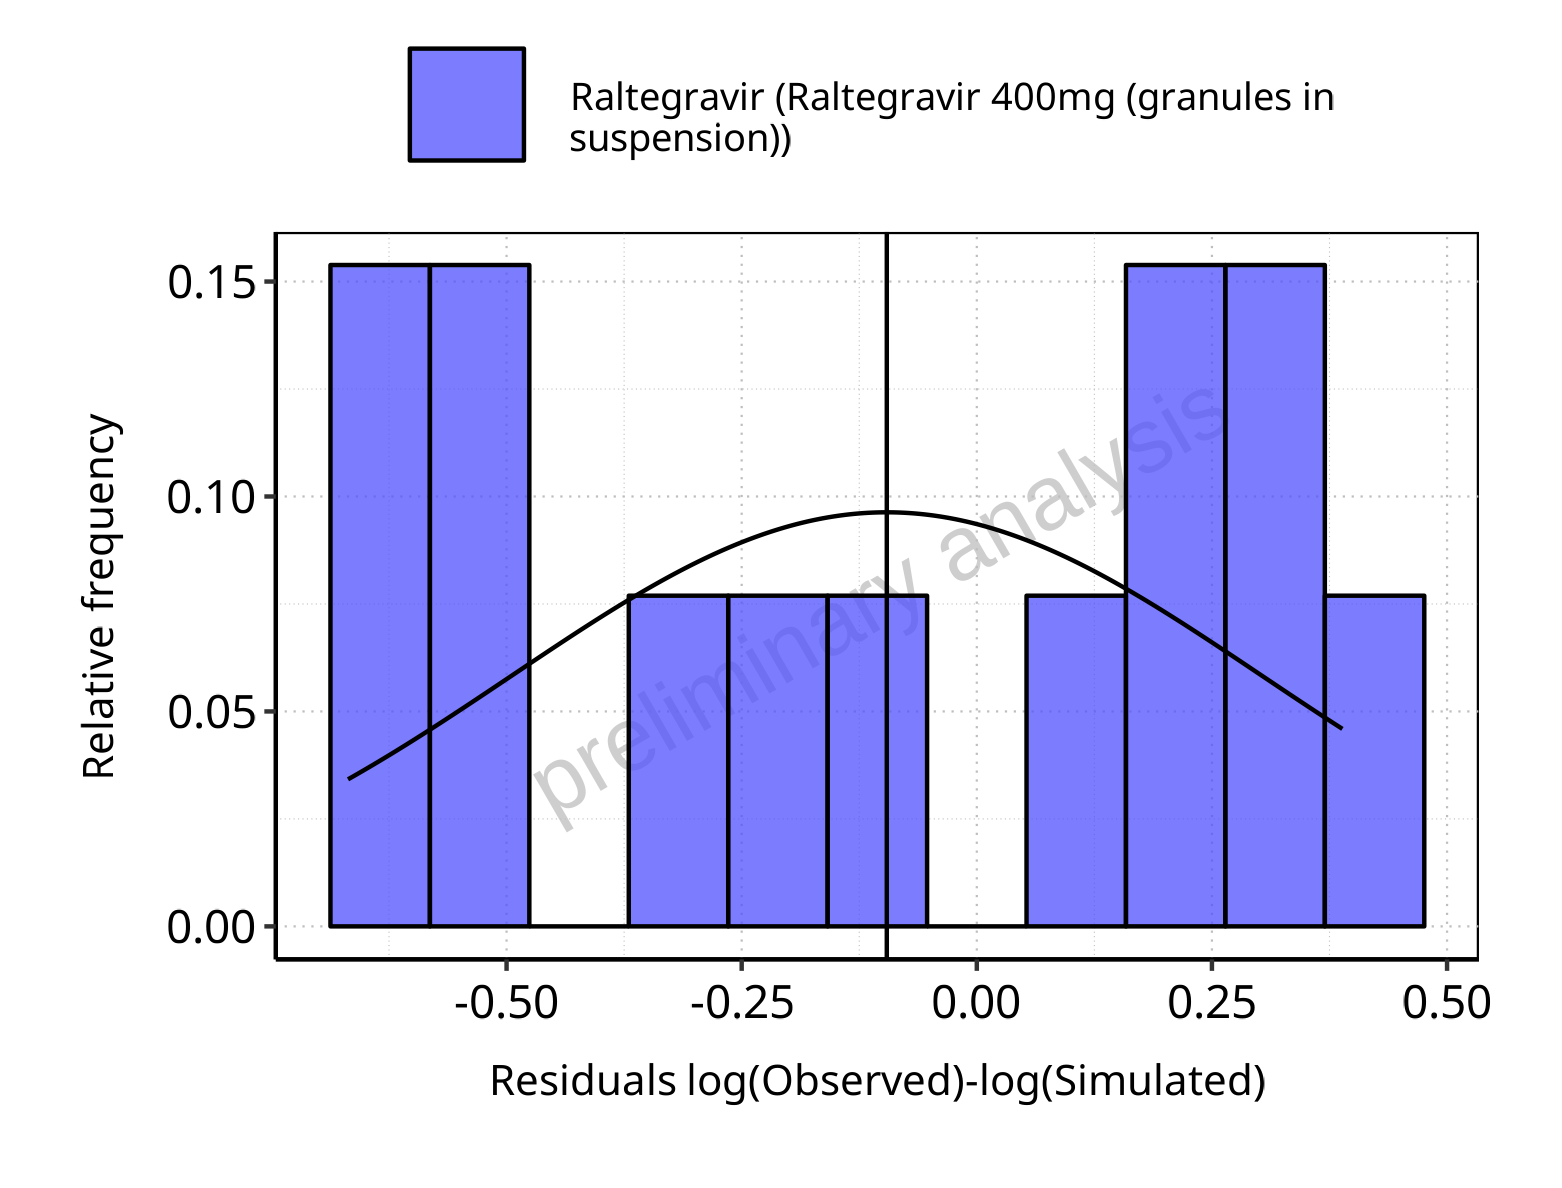 Raltegravir (Raltegravir 400mg (granules in
suspension))
0.15
0.10
0.05
0.00
Relative frequency
preliminary analysis
-0.50 -0.25 0.00 0.25 0.50
Residuals log(Observed)-log(Simulated)